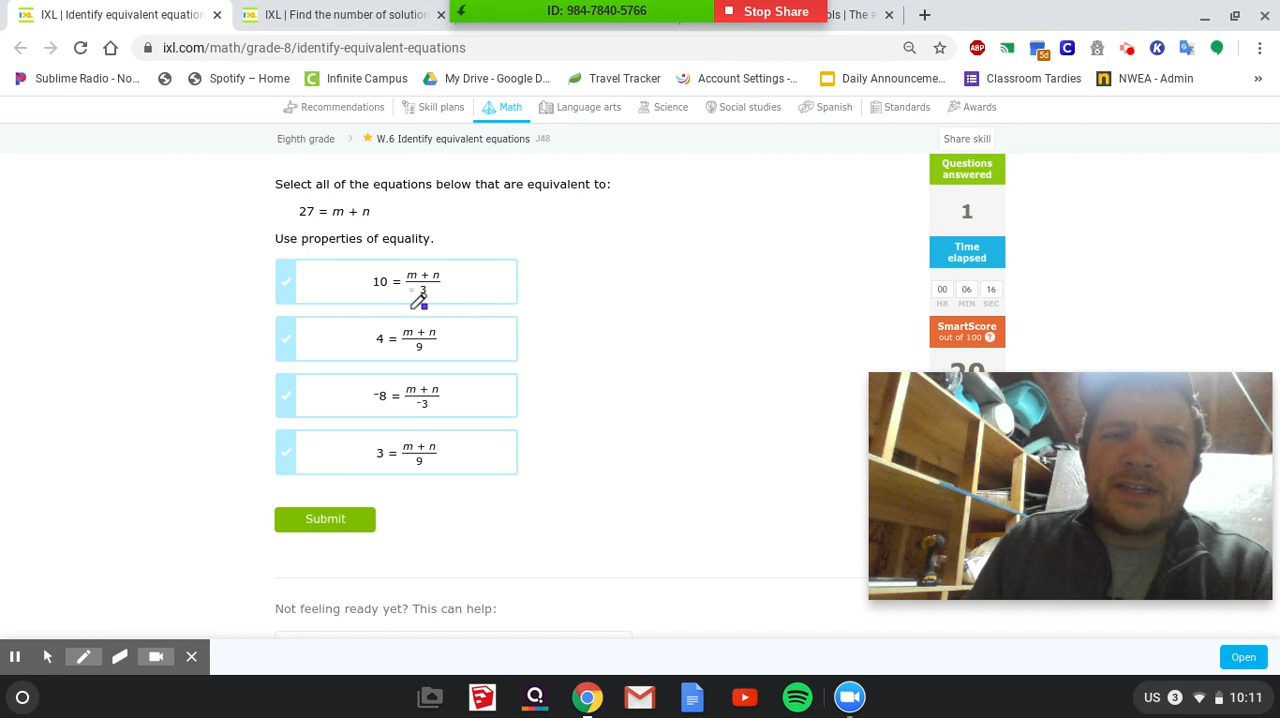 IXL | Identify equivalent equation
IXL | Find the number of solution
ID: 984-7840-5766
Stop Share
ols | The
ixl.com/math/grade-8/identify-equivalent-equations
ABP
5d
Sublime Radio - No...
Spotify – Home
Infinite Campus
My Drive - Google D...
Travel Tracker
Account Settings -...
Daily Announceme...
Classroom Tardies
NWEA - Admin
»
Recommendations
Skill plans
Math
Language arts
Science
Social studies
Spanish
Standards
Awards
Eighth grade > W.6 Identify equivalent equations J48
Share skill
Select all of the equations below that are equivalent to:
27 = m + n
Use properties of equality.
10 = (m + n)/⁻3
4 = (m + n)/9
⁻8 = (m + n)/⁻3
3 = (m + n)/9
Submit
Not feeling ready yet? This can help:
Questions answered
1
Time elapsed
00 06 16
HR MIN SEC
SmartScore
out of 100 ?
Open
US 3 10:11